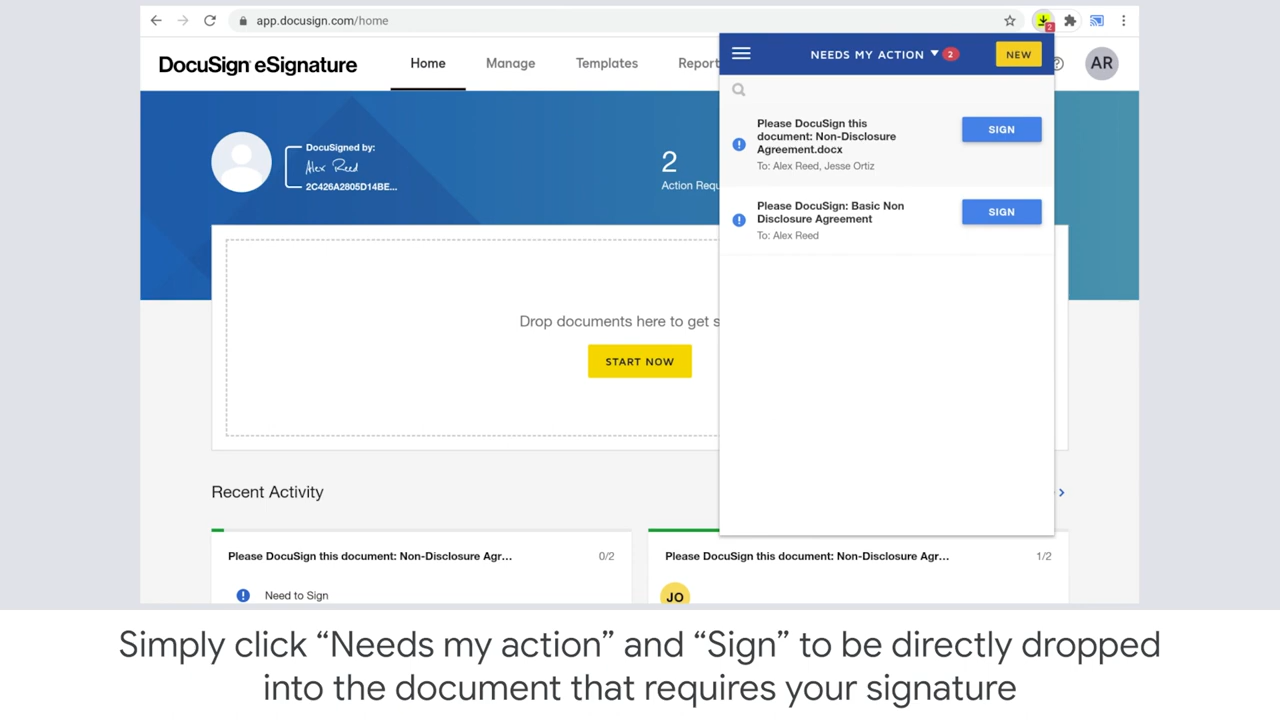 app.docusign.com/home
2
DocuSign eSignature
Home
Manage
Templates
Report
AR
NEEDS MY ACTION
2
NEW
DocuSigned by:
Alex Reed
2C426A2805D14BE...
2
Action Requ
Please DocuSign this
document: Non-Disclosure
Agreement.docx
To: Alex Reed, Jesse Ortiz
SIGN
Please DocuSign: Basic Non
Disclosure Agreement
To: Alex Reed
SIGN
Drop documents here to get s
START NOW
Recent Activity
Please DocuSign this document: Non-Disclosure Agr...
0/2
Need to Sign
Please DocuSign this document: Non-Disclosure Agr...
1/2
JO
Simply click “Needs my action” and “Sign” to be directly dropped
into the document that requires your signature